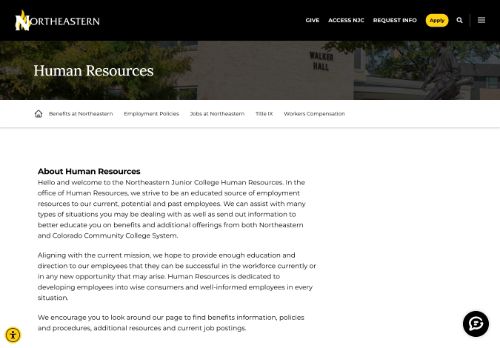 NORTHEASTERN
GIVE ACCESS NJC REQUEST INFO Apply
WALKER
HALL
Human Resources
Benefits at Northeastern Employment Policies Jobs at Northeastern Title IX Workers Compensation
About Human Resources
Hello and welcome to the Northeastern Junior College Human Resources. In the
office of Human Resources, we strive to be an educated source of employment
resources to our current, potential and past employees. We can assist with many
types of situations you may be dealing with as well as send out information to
better educate you on benefits and additional offerings from both Northeastern
and Colorado Community College System.
Aligning with the current mission, we hope to provide enough education and
direction to our employees that they can be successful in the workforce currently or
in any new opportunity that may arise. Human Resources is dedicated to
developing employees into wise consumers and well-informed employees in every
situation.
We encourage you to look around our page to find benefits information, policies
and procedures, additional resources and current job postings.